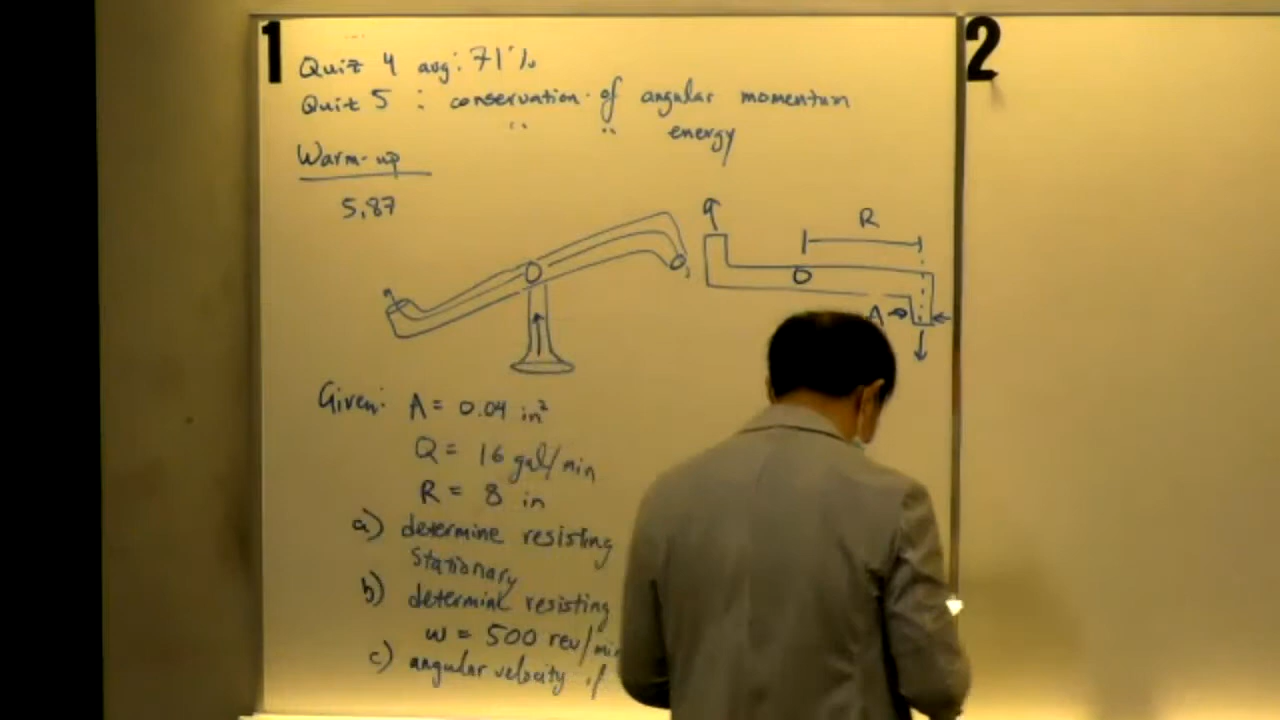 1
Quiz 4 avg: 71%
Quiz 5 : conservation of angular momentum
" " energy
Warm-up
5.87
R
A
Given: A = 0.04 in²
Q = 16 gal/min
R = 8 in
a) determine resisting
stationary
b) determine resisting
ω = 500 rev/min
c) angular velocity if
2